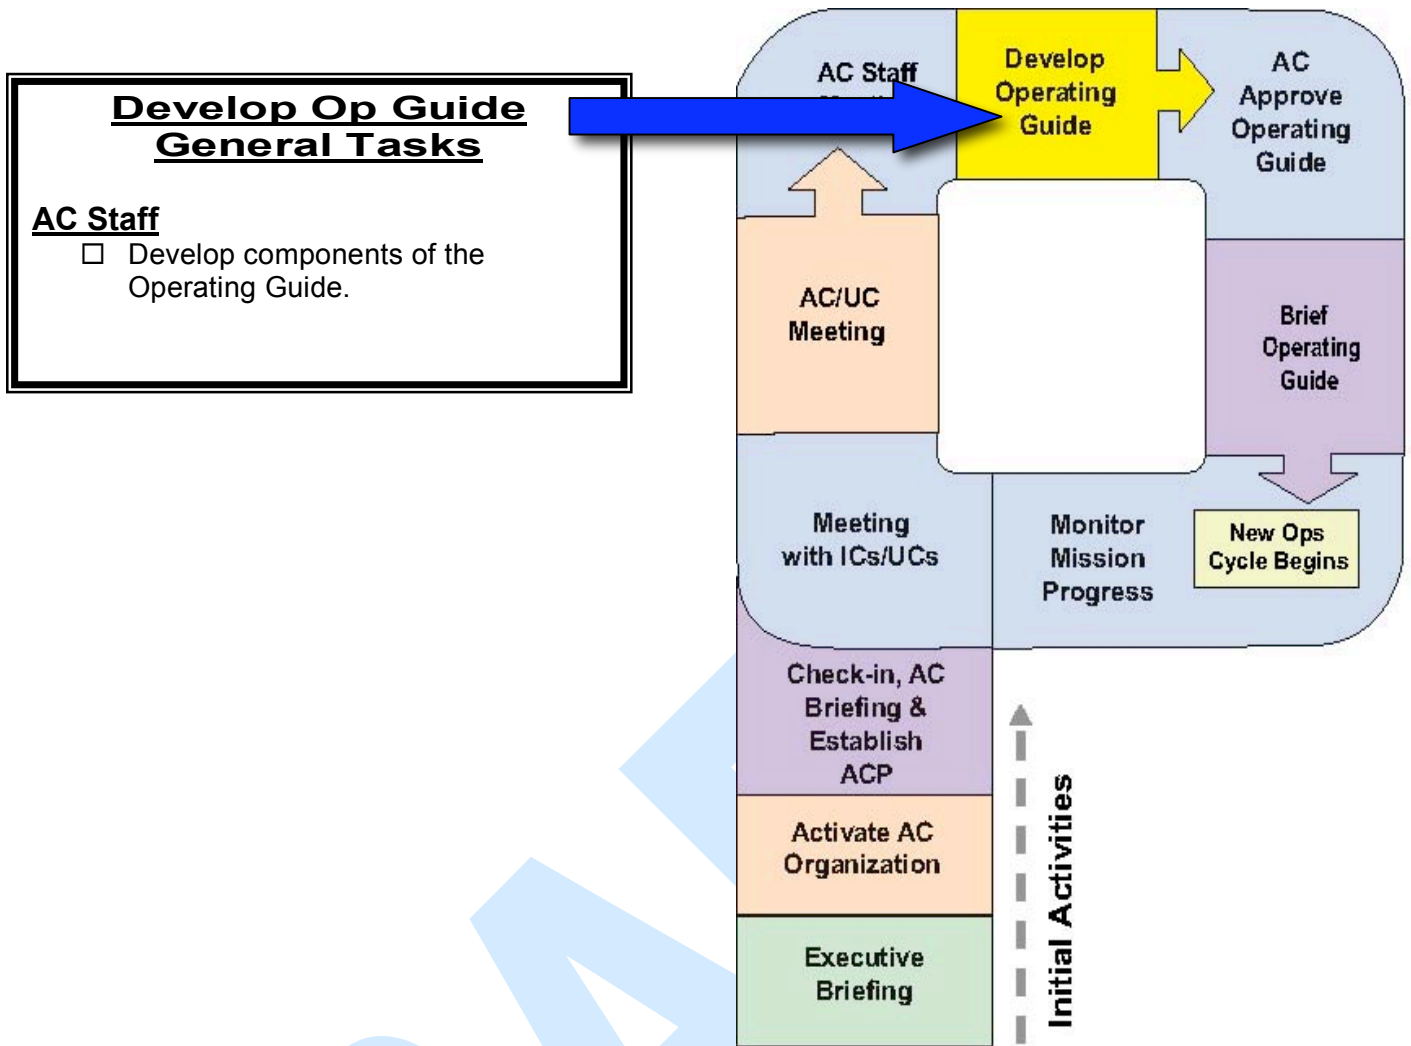 Develop Op Guide
General Tasks
AC Staff
□ Develop components of the
Operating Guide.
AC Staff
Develop
Operating
Guide
AC
Approve
Operating
Guide
AC/UC
Meeting
Brief
Operating
Guide
Meeting
with ICs/UCs
Monitor
Mission
Progress
New Ops
Cycle Begins
Check-in, AC
Briefing &
Establish
ACP
Activate AC
Organization
Executive
Briefing
Initial Activities